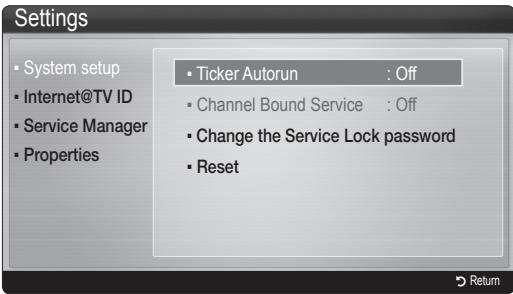 Settings
▪ System setup
▪ Internet@TV ID
▪ Service Manager
▪ Properties
▪ Ticker Autorun : Off
▪ Channel Bound Service : Off
▪ Change the Service Lock password
▪ Reset
Return